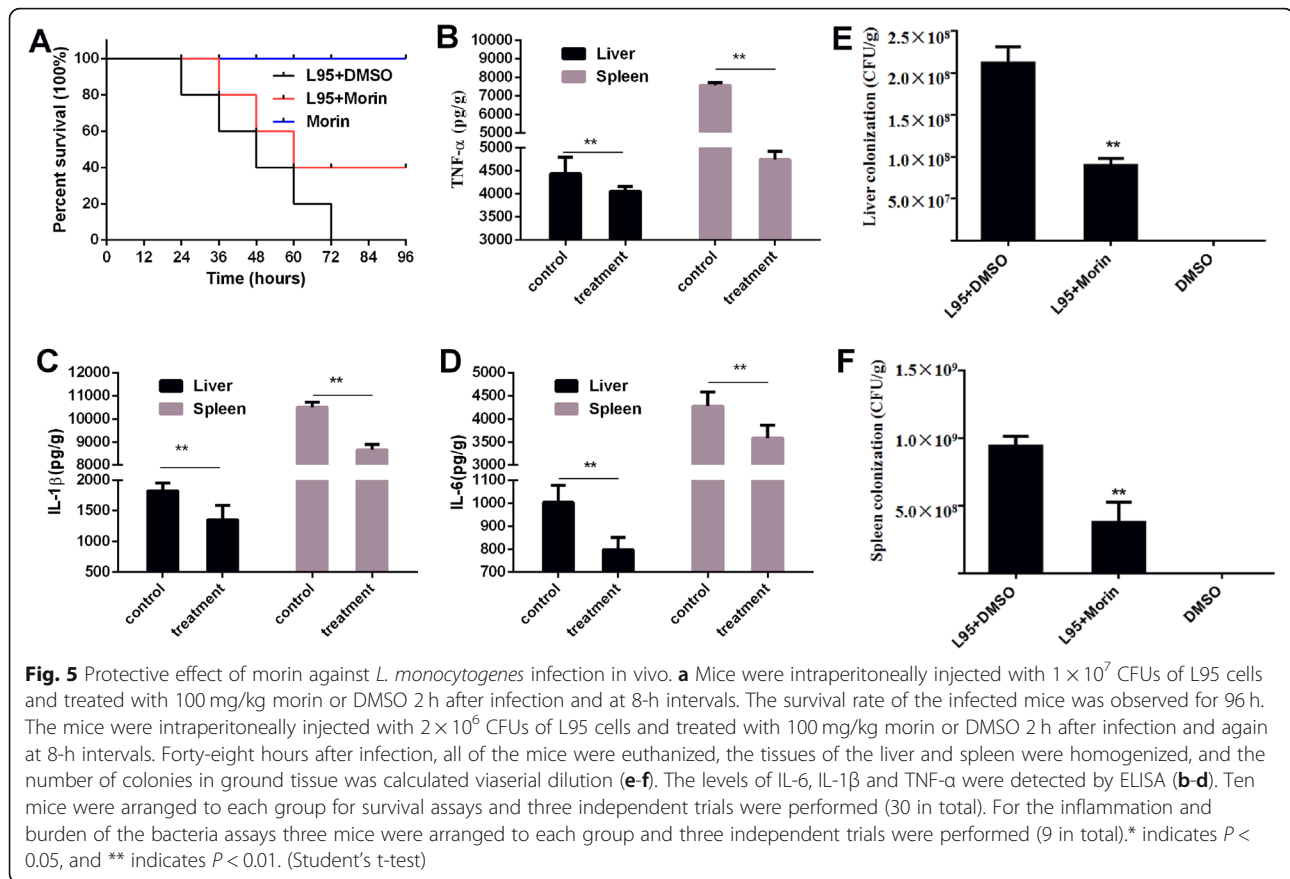 A
Percent survival (100%)
100
80
60
40
20
0
0 12 24 36 48 60 72 84 96
Time (hours)
L95+DMSO
L95+Morin
Morin
B
TNF-α (pg/g)
10000
9000
8000
7000
6000
5000
5000
4500
4000
3500
3000
Liver
Spleen
**
**
control
treatment
control
treatment
E
Liver colonization (CFU/g)
2.5×10⁸
2.0×10⁸
1.5×10⁸
1.0×10⁸
5.0×10⁷
**
L95+DMSO
L95+Morin
DMSO
C
IL-1β(pg/g)
12000
11000
10000
9000
8000
2000
1500
1000
500
Liver
Spleen
**
**
control
treatment
control
treatment
D
IL-6(pg/g)
5000
4500
4000
3500
3000
1100
1000
900
800
700
Liver
Spleen
**
**
control
treatment
control
treatment
F
Spleen colonization (CFU/g)
1.5×10⁹
1.0×10⁹
5.0×10⁸
**
L95+DMSO
L95+Morin
DMSO
Fig. 5 Protective effect of morin against L. monocytogenes infection in vivo. a Mice were intraperitoneally injected with 1 × 10⁷ CFUs of L95 cells
and treated with 100 mg/kg morin or DMSO 2 h after infection and at 8-h intervals. The survival rate of the infected mice was observed for 96 h.
The mice were intraperitoneally injected with 2 × 10⁶ CFUs of L95 cells and treated with 100 mg/kg morin or DMSO 2 h after infection and again
at 8-h intervals. Forty-eight hours after infection, all of the mice were euthanized, the tissues of the liver and spleen were homogenized, and the
number of colonies in ground tissue was calculated viaserial dilution (e-f). The levels of IL-6, IL-1β and TNF-α were detected by ELISA (b-d). Ten
mice were arranged to each group for survival assays and three independent trials were performed (30 in total). For the inflammation and
burden of the bacteria assays three mice were arranged to each group and three independent trials were performed (9 in total).* indicates P <
0.05, and ** indicates P < 0.01. (Student's t-test)